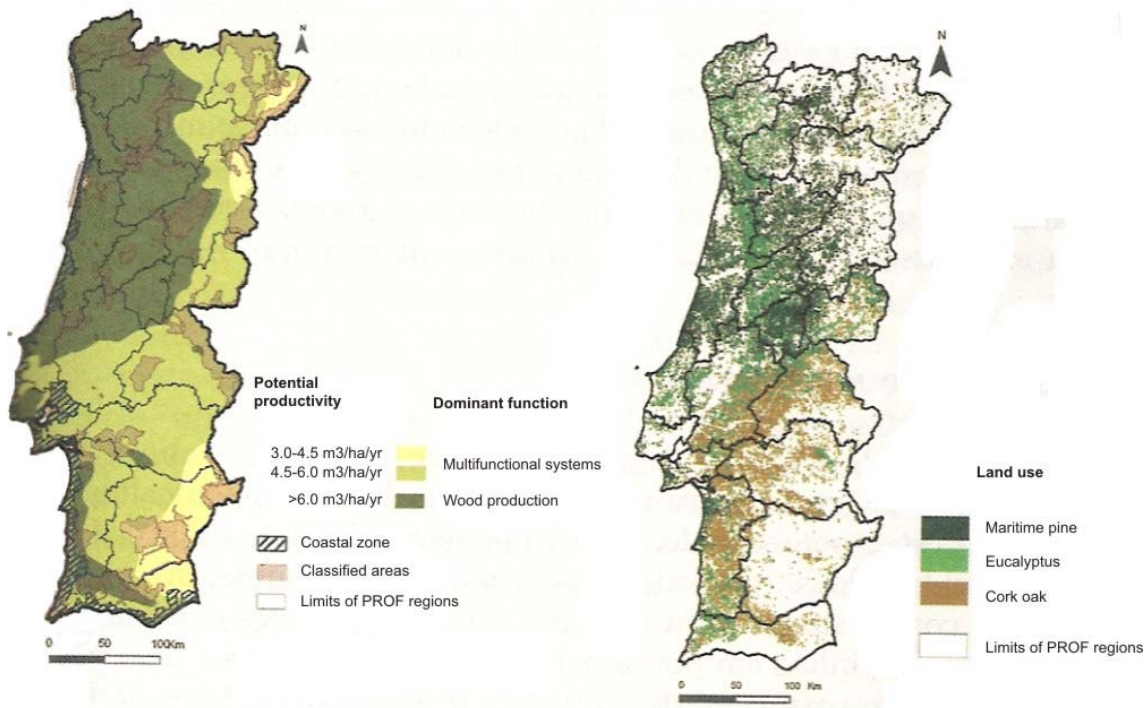 N
Potential
productivity
Dominant function
3.0-4.5 m3/ha/yr
4.5-6.0 m3/ha/yr
Multifunctional systems
>6.0 m3/ha/yr
Wood production
Coastal zone
Classified areas
Limits of PROF regions
0 50 100Km
N
Land use
Maritime pine
Eucalyptus
Cork oak
Limits of PROF regions
0 50 100 Km